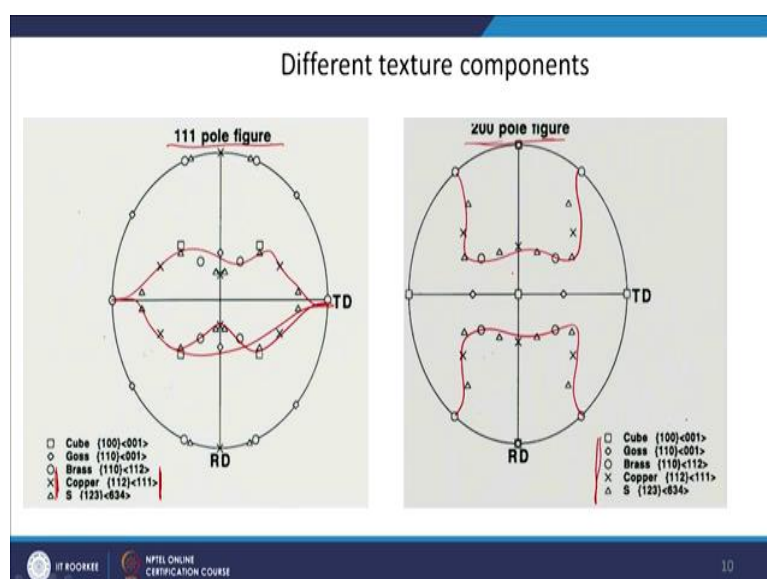 Different texture components
111 pole figure
TD
RD
Cube {100}<001>
Goss {110}<001>
Brass {110}<112>
Copper {112}<111>
S {123}<634>
200 pole figure
TD
RD
Cube {100}<001>
Goss {110}<001>
Brass {110}<112>
Copper {112}<111>
S {123}<634>
IIT ROORKEE
NPTEL ONLINE
CERTIFICATION COURSE
10